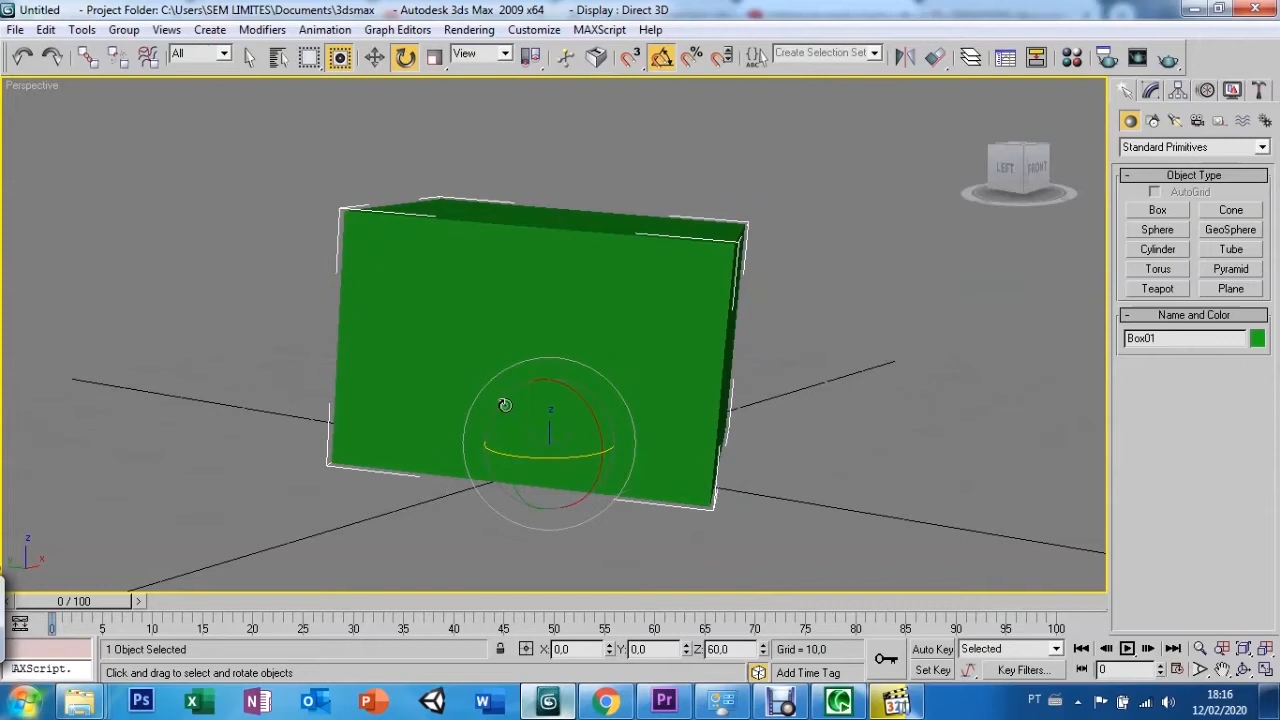 Untitled - Project Folder: C:\Users\SEM LIMITES\Documents\3dsmax - Autodesk 3ds Max 2009 x64 - Display : Direct 3D
File Edit Tools Group Views Create Modifiers Animation Graph Editors Rendering Customize MAXScript Help
All View 3 % ABC Create Selection Set
Perspective
LEFT FRONT
Standard Primitives
- Object Type
AutoGrid
Box Cone
Sphere GeoSphere
Cylinder Tube
Torus Pyramid
Teapot Plane
- Name and Color
Box01
z
z
x
0 / 100
0 5 10 15 20 25 30 35 40 45 50 55 60 65 70 75 80 85 90 95 100
1 Object Selected X: 0,0 Y: 0,0 Z: 60,0 Grid = 10,0 Auto Key Selected
AXScript. Click and drag to select and rotate objects Add Time Tag Set Key Key Filters... 0
Ps Pr 321
PT 18:16
12/02/2020